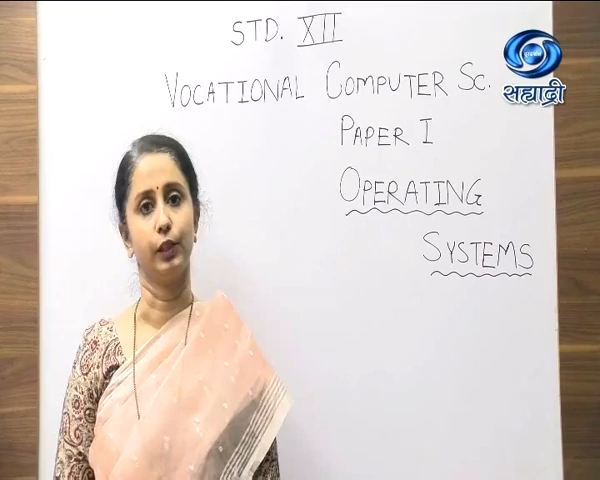 STD. XII
VOCATIONAL COMPUTER SC.
PAPER I
OPERATING
SYSTEMS
सह्याद्री